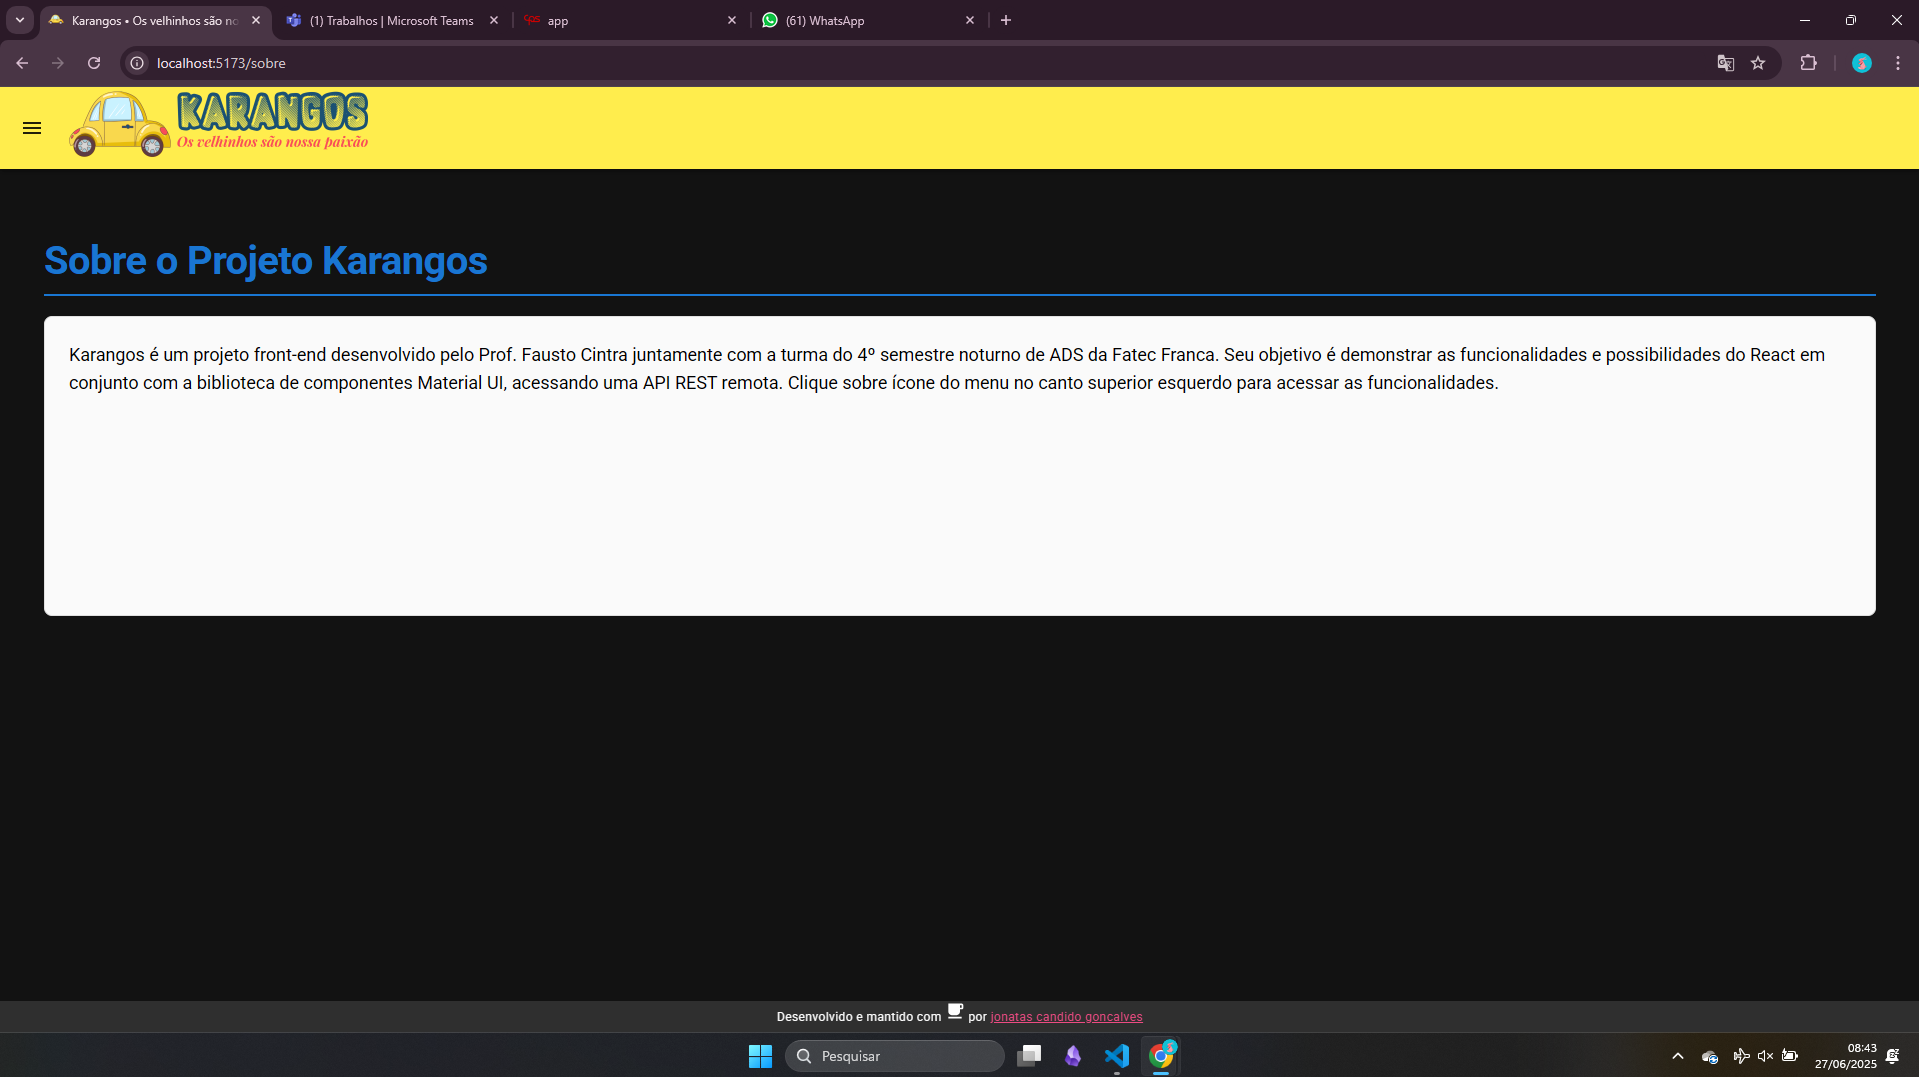 Karangos • Os velhinhos são no
(1) Trabalhos | Microsoft Teams
cps
app
(61) WhatsApp
localhost:5173/sobre
KARANGOS
Os velhinhos são nossa paixão
Sobre o Projeto Karangos
Karangos é um projeto front-end desenvolvido pelo Prof. Fausto Cintra juntamente com a turma do 4º semestre noturno de ADS da Fatec Franca. Seu objetivo é demonstrar as funcionalidades e possibilidades do React em
conjunto com a biblioteca de componentes Material UI, acessando uma API REST remota. Clique sobre ícone do menu no canto superior esquerdo para acessar as funcionalidades.
Desenvolvido e mantido com por jonatas candido goncalves
Pesquisar
08:43
27/06/2025